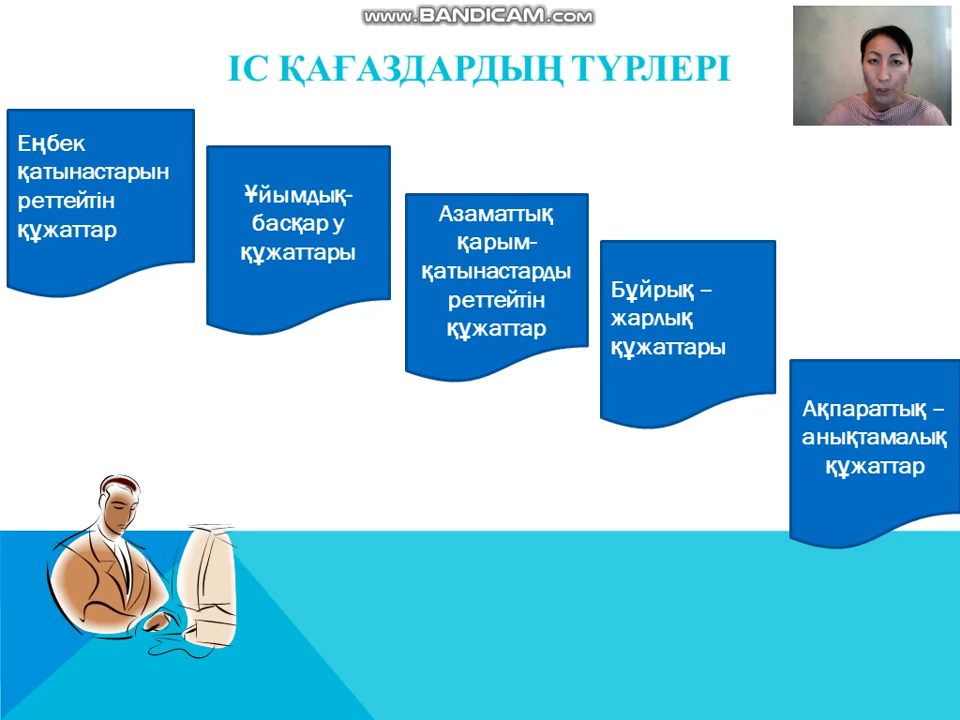 www.BANDICAM.com
ІС ҚАҒАЗДАРДЫҢ ТҮРЛЕРІ
Еңбек
қатынастарын
реттейтін
құжаттар
Ұйымдық-
басқар у
құжаттары
Азаматтық
қарым-
қатынастарды
реттейтін
құжаттар
Бұйрық –
жарлық
құжаттары
Ақпараттық –
анықтамалық
құжаттар